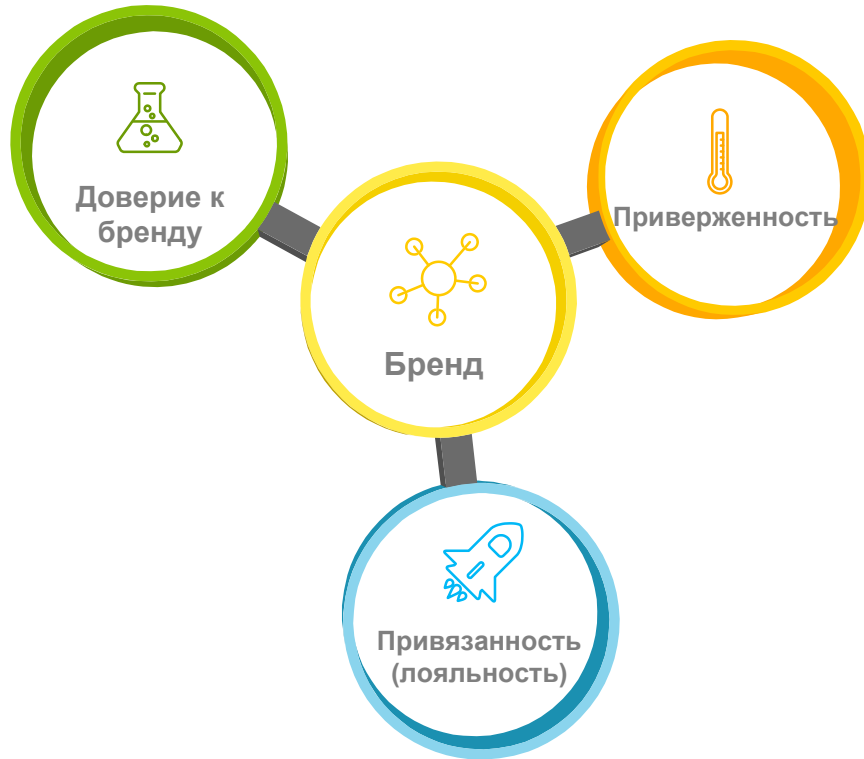 Доверие к
бренду
Приверженность
Бренд
Привязанность
(лояльность)